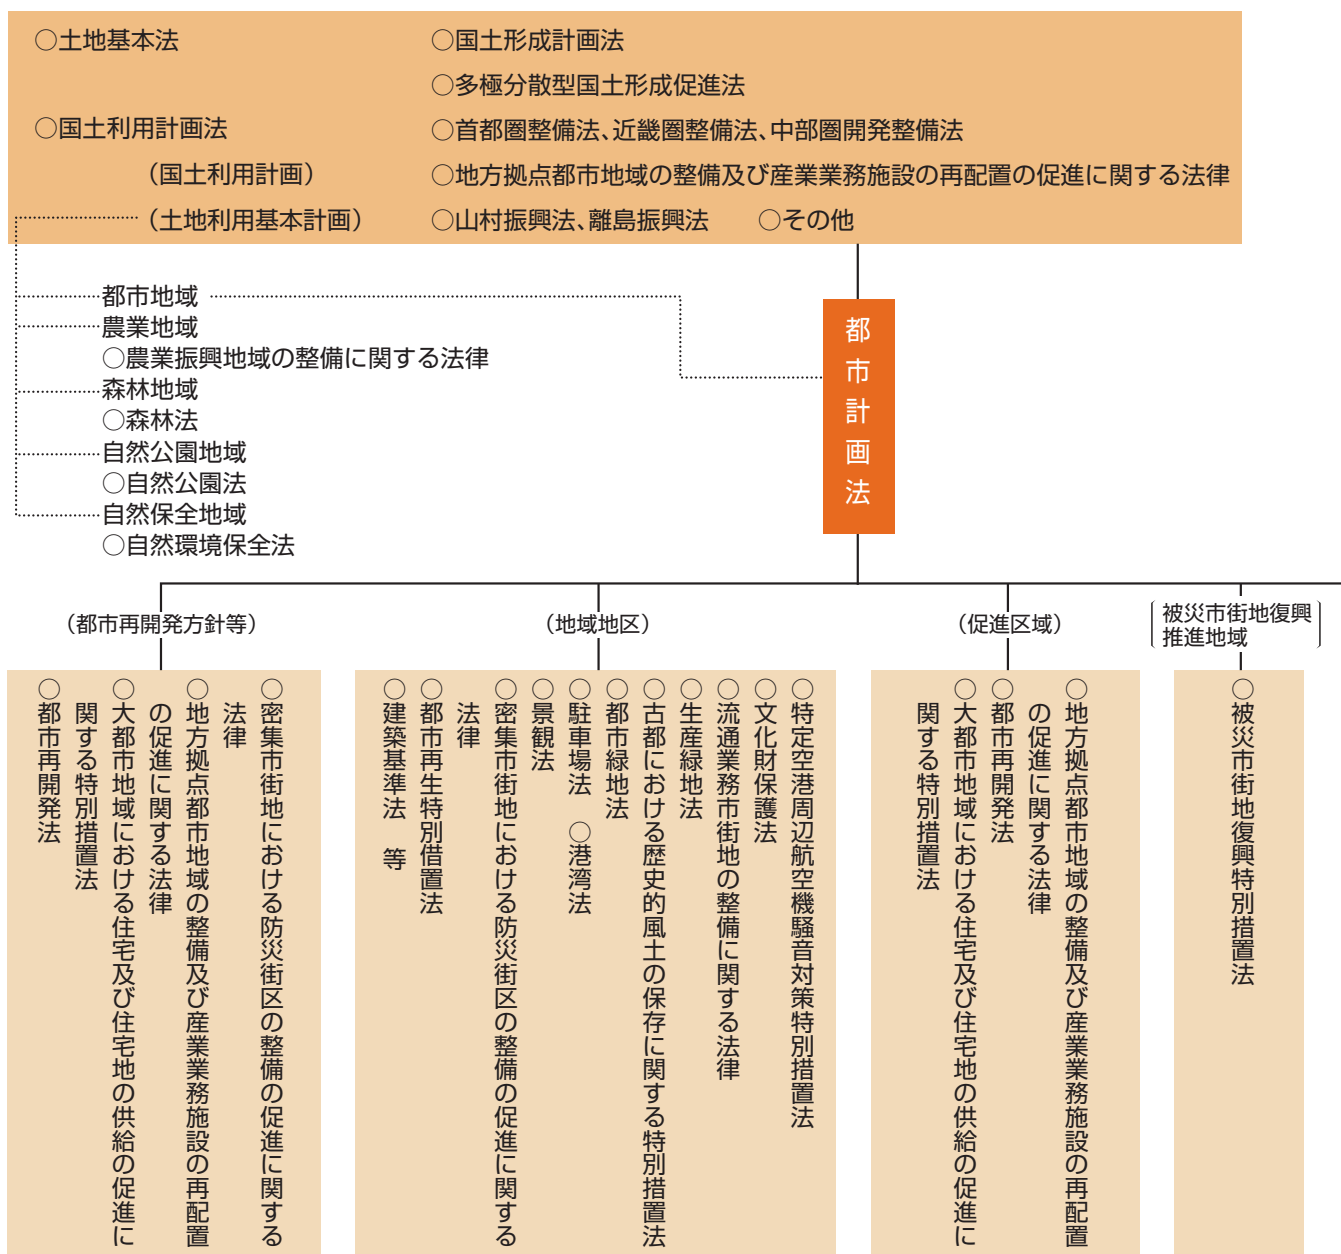 ○土地基本法
○国土利用計画法
（国土利用計画）
（土地利用基本計画）
○国土形成計画法
○多極分散型国土形成促進法
○首都圏整備法、近畿圏整備法、中部圏開発整備法
○地方拠点都市地域の整備及び産業業務施設の再配置の促進に関する法律
○山村振興法、離島振興法　○その他
都市地域
農業地域
○農業振興地域の整備に関する法律
森林地域
○森林法
自然公園地域
○自然公園法
自然保全地域
○自然環境保全法
都市計画法
（都市再開発方針等）
○密集市街地における防災街区の整備の促進に関する
法律
○地方拠点都市地域の整備及び産業業務施設の再配置
の促進に関する法律
○大都市地域における住宅及び住宅地の供給の促進に
関する特別措置法
○都市再開発法
（地域地区）
○特定空港周辺航空機騒音対策特別措置法
○文化財保護法
○流通業務市街地の整備に関する法律
○生産緑地法
○古都における歴史的風土の保存に関する特別措置法
○都市緑地法
○駐車場法　○港湾法
○景観法
○密集市街地における防災街区の整備の促進に関する
法律
○都市再生特別借置法
○建築基準法　等
（促進区域）
○地方拠点都市地域の整備及び産業業務施設の再配置
の促進に関する法律
○都市再開発法
○大都市地域における住宅及び住宅地の供給の促進に
関する特別措置法
〔被災市街地復興
推進地域〕
○被災市街地復興特別措置法